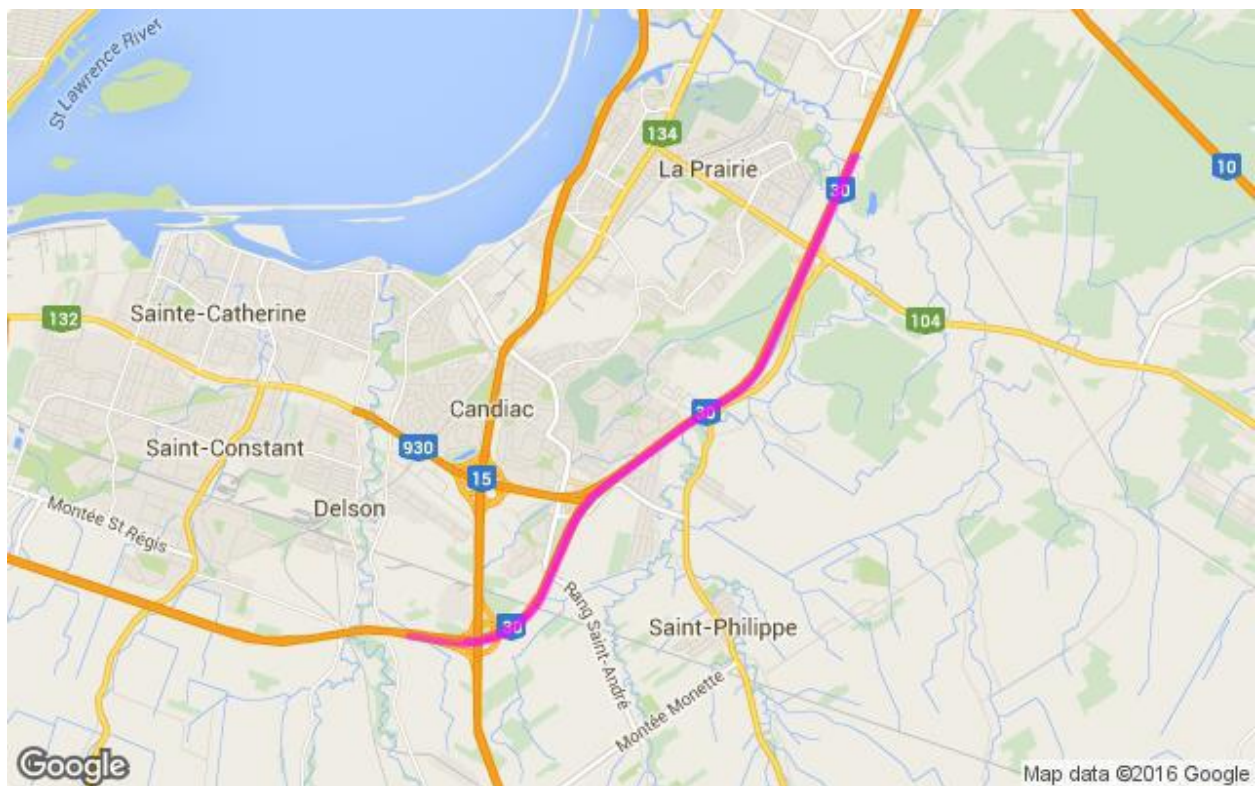 St Lawrence River
134
La Prairie
10
30
Sainte-Catherine
132
104
Candiac
30
930
Saint-Constant
15
Delson
Montée St Régis
30
Rang Saint-André
Saint-Philippe
Montée Monette
Google
Map data ©2016 Google